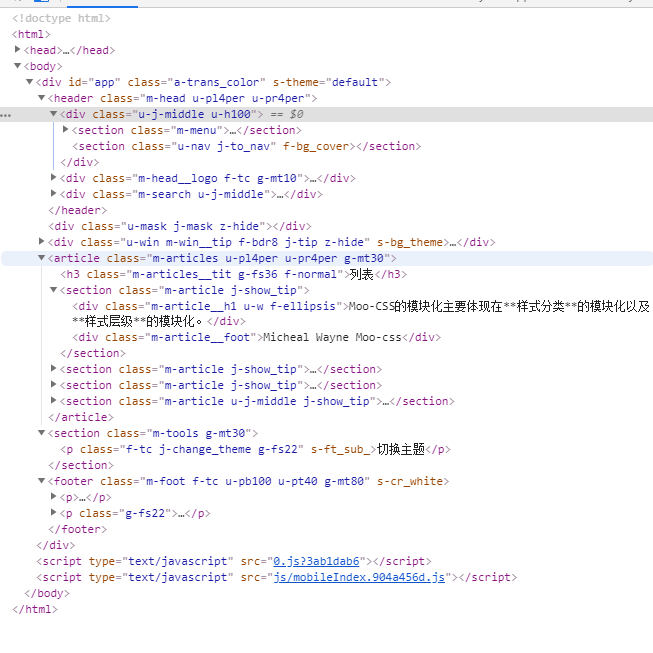 <!doctype html>
<html>
<head>…</head>
<body>
<div id="app" class="a-trans_color" s-theme="default">
<header class="m-head u-pl4per u-pr4per">
<div class="u-j-middle u-h100"> == $0
<section class="m-menu">…</section>
<section class="u-nav j-to_nav" f-bg_cover></section>
</div>
<div class="m-head__logo f-tc g-mt10">…</div>
<div class="m-search u-j-middle">…</div>
</header>
<div class="u-mask j-mask z-hide"></div>
<div class="u-win m-win__tip f-bdr8 j-tip z-hide" s-bg_theme>…</div>
<article class="m-articles u-pl4per u-pr4per g-mt30">
<h3 class="m-articles__tit g-fs36 f-normal">列表</h3>
<section class="m-article j-show_tip">
<div class="m-article__h1 u-w f-ellipsis">Moo-CSS的模块化主要体现在**样式分类**的模块化以及
**样式层级**的模块化。</div>
<div class="m-article__foot">Micheal Wayne Moo-css</div>
</section>
<section class="m-article j-show_tip">…</section>
<section class="m-article j-show_tip">…</section>
<section class="m-article u-j-middle j-show_tip">…</section>
</article>
<section class="m-tools g-mt30">
<p class="f-tc j-change_theme g-fs22" s-ft_sub_>切换主题</p>
</section>
<footer class="m-foot f-tc u-pb100 u-pt40 g-mt80" s-cr_white>
<p>…</p>
<p class="g-fs22">…</p>
</footer>
</div>
<script type="text/javascript" src="0.js?3ab1dab6"></script>
<script type="text/javascript" src="js/mobileIndex.904a456d.js"></script>
</body>
</html>